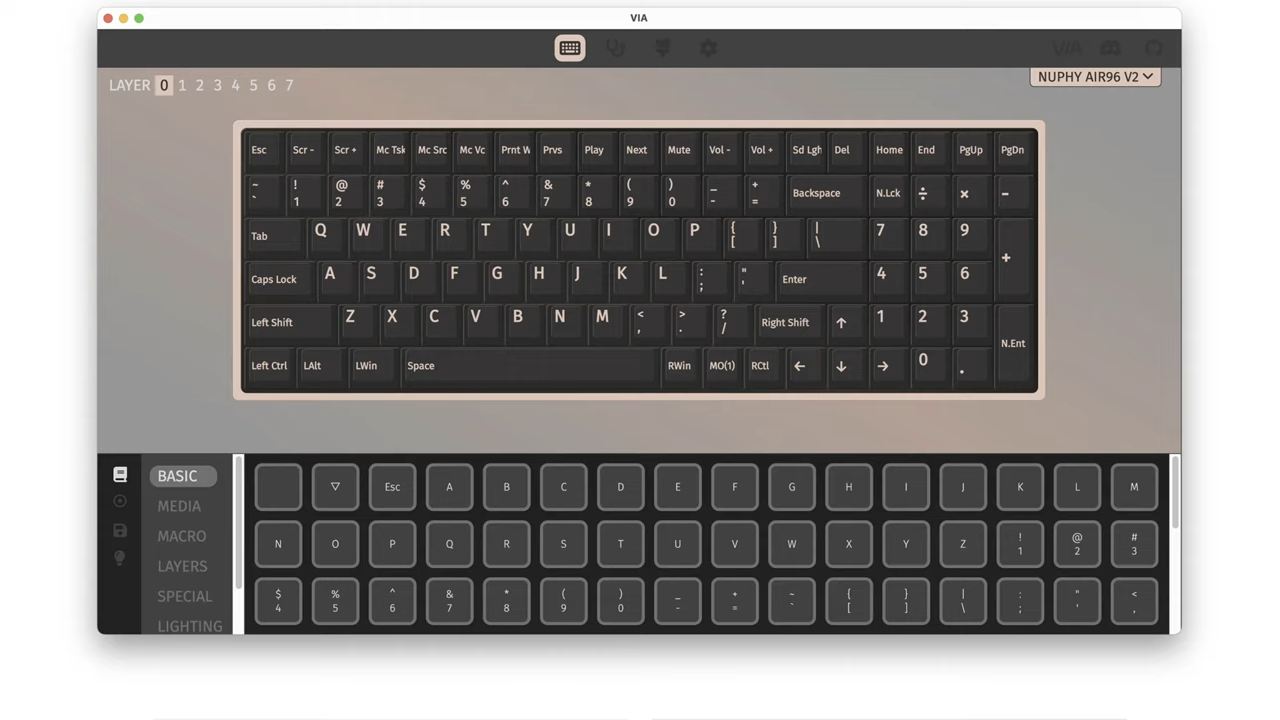 VIA
VIA
LAYER 0 1 2 3 4 5 6 7
NUPHY AIR96 V2
Esc Scr - Scr + Mc Tsk Mc Src Mc Vc Prnt W Prvs Play Next Mute Vol - Vol + Sd Lgh Del Home End PgUp PgDn
~ ! @ # $ % ^ & * ( ) _ +
` 1 2 3 4 5 6 7 8 9 0 - = Backspace N.Lck ÷ × -
Tab Q W E R T Y U I O P { } | 7 8 9
[ ] \
+
Caps Lock A S D F G H J K L : " Enter 4 5 6
; '
Left Shift Z X C V B N M < > ? Right Shift ↑ 1 2 3
, . /
N.Ent
Left Ctrl LAlt LWin Space RWin MO(1) RCtl ← ↓ → 0 .
BASIC
MEDIA
MACRO
LAYERS
SPECIAL
LIGHTING
▽ Esc A B C D E F G H I J K L M
N O P Q R S T U V W X Y Z ! @ #
1 2 3
$ % ^ & * ( ) _ + ~ { } | : " <
4 5 6 7 8 9 0 - = ` [ ] \ ; ' ,